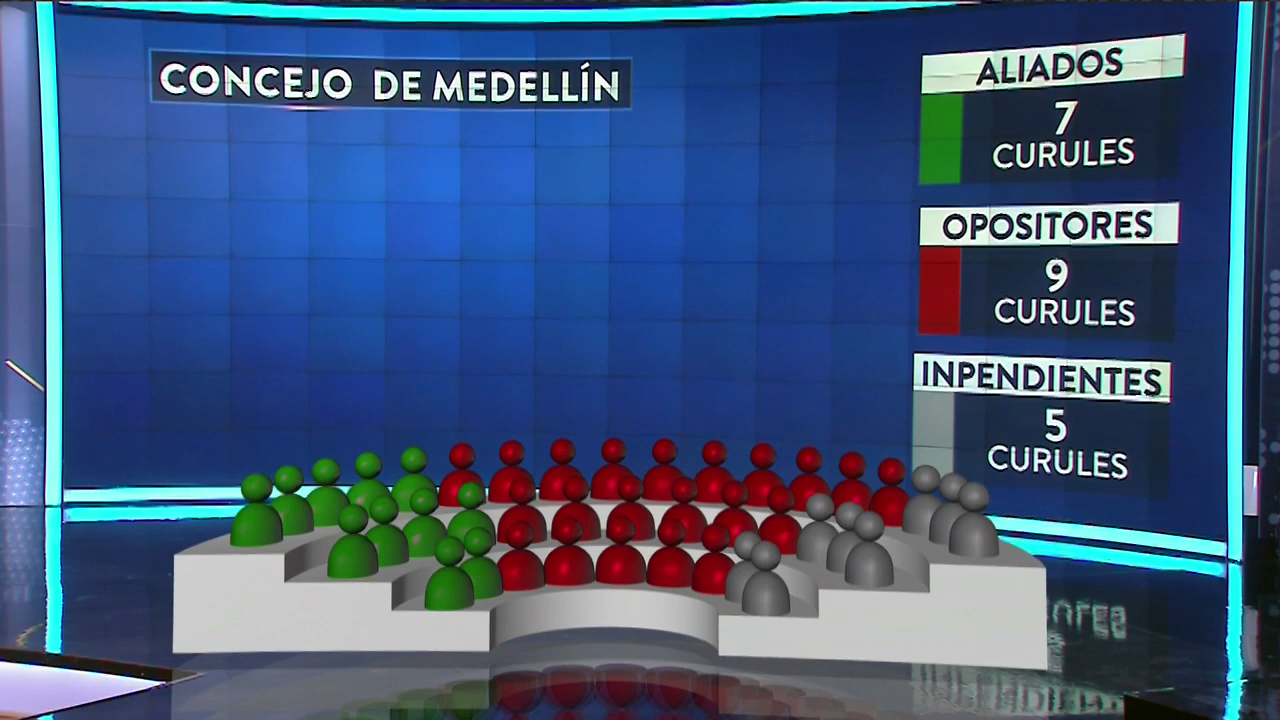 CONCEJO DE MEDELLÍN
ALIADOS
7
CURULES
OPOSITORES
9
CURULES
INPENDIENTES
5
CURULES